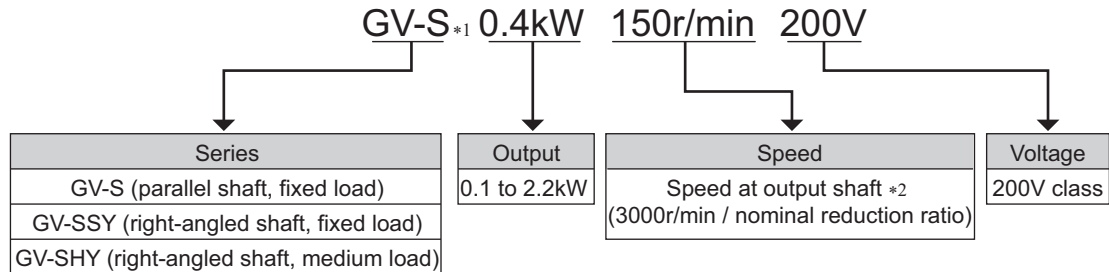 GV-S *1 0.4kW 150r/min 200V
Series Output Speed Voltage
GV-S (parallel shaft, fixed load) 0.1 to 2.2kW Speed at output shaft *2 200V class
(3000r/min / nominal reduction ratio)
GV-SSY (right-angled shaft, fixed load)
GV-SHY (right-angled shaft, medium load)